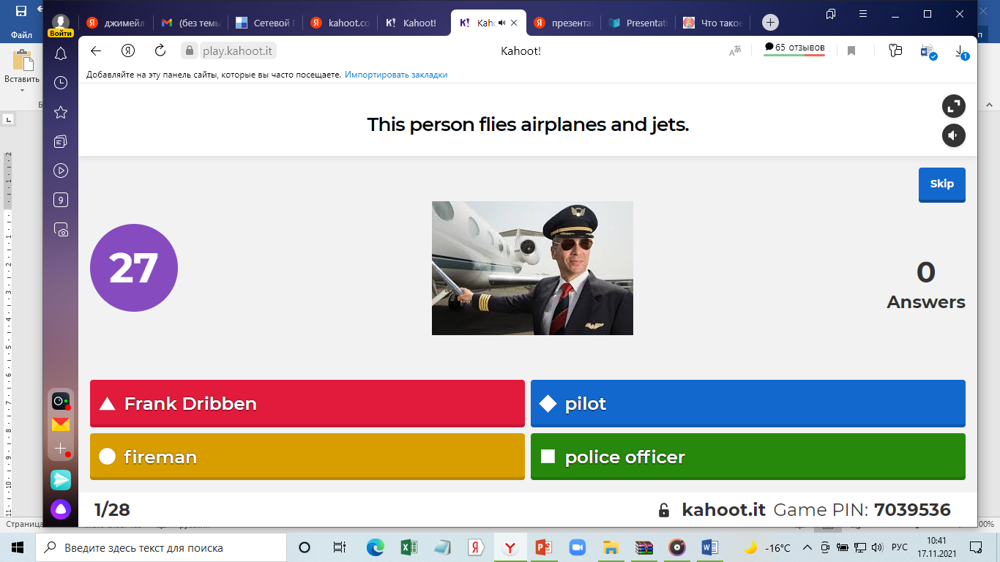 Файл
Войти
джимейл
(без темы
Сетевой Г
kahoot.co
Kahoot!
Kaho
презента
Presentati
Что такое
Вставить
play.kahoot.it
Kahoot!
65 отзывов
1
Добавляйте на эту панель сайты, которые вы часто посещаете. Импортировать закладки
This person flies airplanes and jets.
Skip
9
27
0
Answers
Frank Dribben
pilot
fireman
police officer
1/28
kahoot.it Game PIN: 7039536
Страница
Введите здесь текст для поиска
-16°C
РУС
10:41
17.11.2021